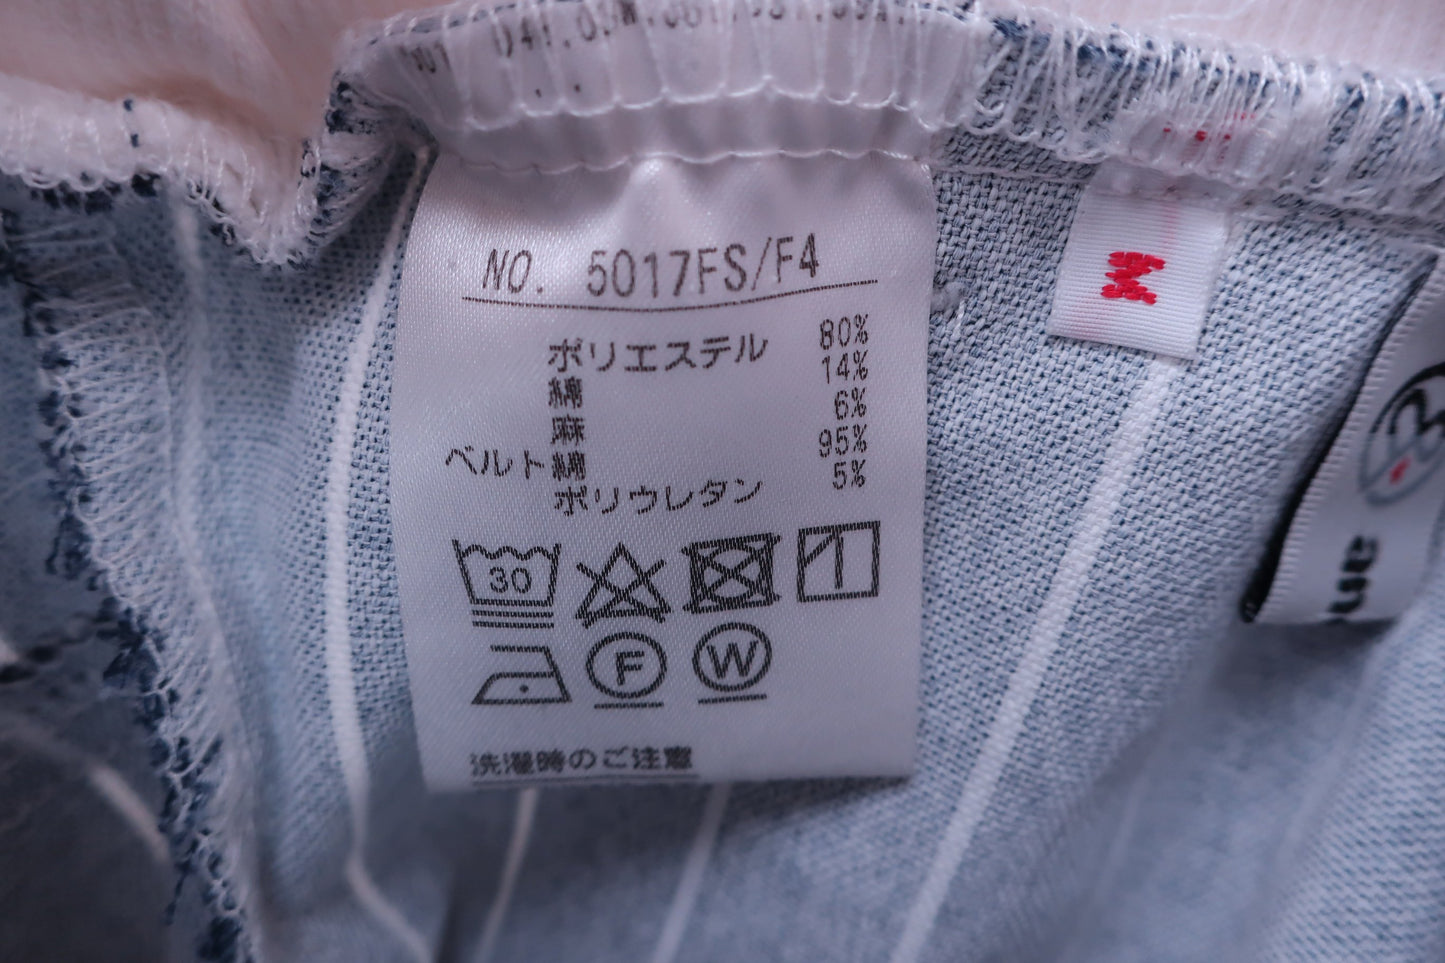 NO. 5017FS/F4
ポリエステル 80%
綿 14%
麻 6%
ベルト綿 95%
ポリウレタン 5%
30
F W
洗濯時のご注意
M